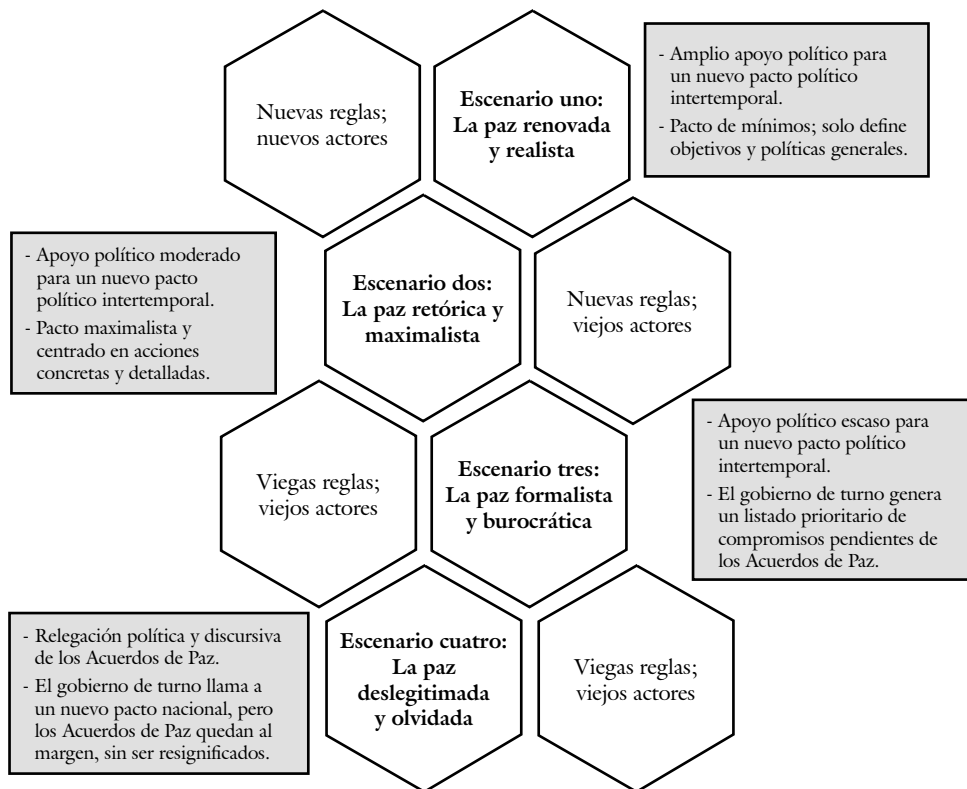 Nuevas reglas;
nuevos actores
Escenario uno:
La paz renovada
y realista
- Amplio apoyo político para
un nuevo pacto político
intertemporal.
- Pacto de mínimos; solo define
objetivos y políticas generales.
- Apoyo político moderado
para un nuevo pacto
político intertemporal.
- Pacto maximalista y
centrado en acciones
concretas y detalladas.
Escenario dos:
La paz retórica y
maximalista
Nuevas reglas;
viejos actores
Viegas reglas;
viejos actores
Escenario tres:
La paz formalista
y burocrática
- Apoyo político escaso para
un nuevo pacto político
intertemporal.
- El gobierno de turno genera
un listado prioritario de
compromisos pendientes de
los Acuerdos de Paz.
- Relegación política y discursiva
de los Acuerdos de Paz.
- El gobierno de turno llama a
un nuevo pacto nacional, pero
los Acuerdos de Paz quedan al
margen, sin ser resignificados.
Escenario cuatro:
La paz
deslegitimada
y olvidada
Viegas reglas;
viejos actores